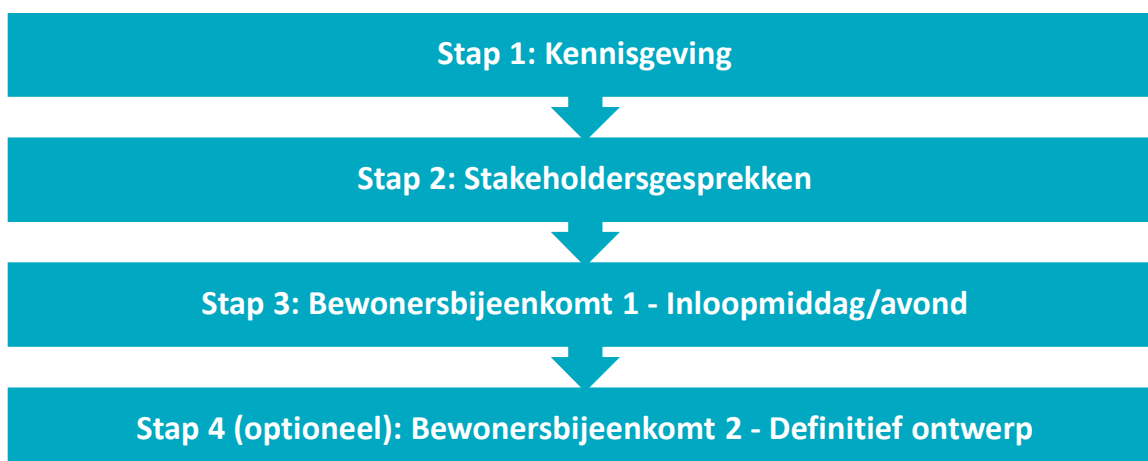 Stap 1: Kennisgeving
Stap 2: Stakeholdersgesprekken
Stap 3: Bewonersbijeenkomt 1 - Inloopmiddag/avond
Stap 4 (optioneel): Bewonersbijeenkomt 2 - Definitief ontwerp